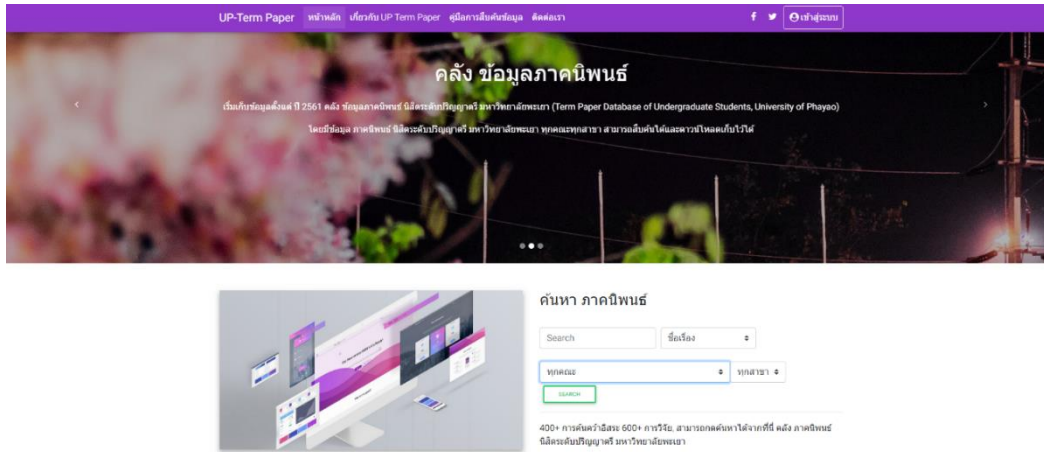 UP-Term Paper หน้าหลัก เกี่ยวกับ UP Term Paper คู่มือการสืบค้นข้อมูล ติดต่อเรา เข้าสู่ระบบ
คลัง ข้อมูลภาคนิพนธ์
เริ่มเก็บข้อมูลตั้งแต่ ปี 2561 คลัง ข้อมูลภาคนิพนธ์ นิสิตระดับปริญญาตรี มหาวิทยาลัยพะเยา (Term Paper Database of Undergraduate Students, University of Phayao)
โดยมีข้อมูล ภาคนิพนธ์ นิสิตระดับปริญญาตรี มหาวิทยาลัยพะเยา ทุกคณะทุกสาขา สามารถสืบค้นได้และดาวน์โหลดเก็บไว้ได้
ค้นหา ภาคนิพนธ์
Search ชื่อเรื่อง
ทุกคณะ ทุกสาขา
SEARCH
400+ การค้นคว้าอิสระ 600+ การวิจัย, สามารถกดค้นหาได้จากที่นี่ คลัง ภาคนิพนธ์
นิสิตระดับปริญญาตรี มหาวิทยาลัยพะเยา